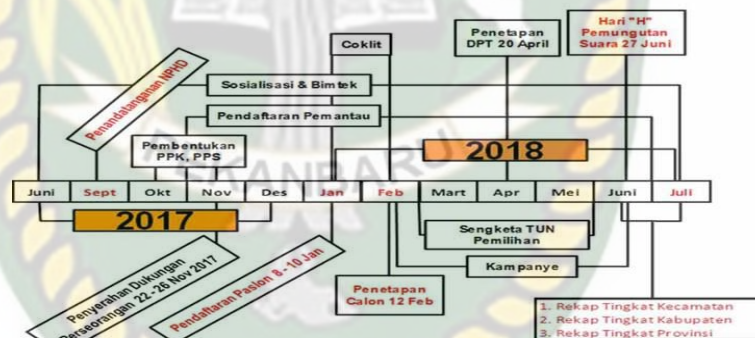 Hari "H"
Pemungutan
Suara 27 Juni
Penetapan
DPT 20 April
Coklit
Penandatanganan NPHD
Sosialisasi & Bimtek
Pendaftaran Pemantau
Pembentukan
PPK, PPS
2018
PEKANBARU
Juni Sept Okt Nov Des Jan Feb Mart Apr Mei Juni Juli
2017
Sengketa TUN
Pemilihan
Kampanye
Penyerahan Dukungan
Perseorangan 22-26 Nov 2017
Pendaftaran Paslon 8 - 10 Jan
Penetapan
Calon 12 Feb
1. Rekap Tingkat Kecamatan
2. Rekap Tingkat Kabupaten
3. Rekap Tingkat Provinsi